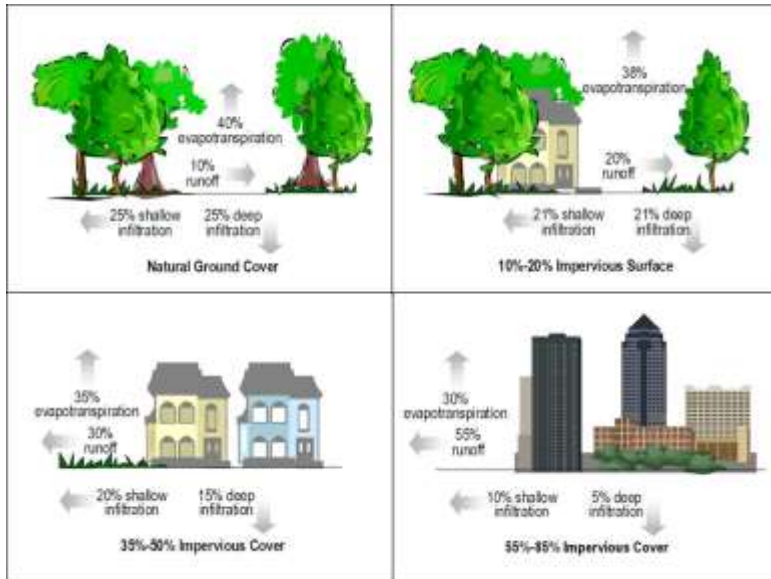 40%
evapotranspiration
10%
runoff
25% shallow
infiltration
25% deep
infiltration
Natural Ground Cover
38%
evapotranspiration
20%
runoff
21% shallow
infiltration
21% deep
infiltration
10%-20% Impervious Surface
35%
evapotranspiration
30%
runoff
20% shallow
infiltration
15% deep
infiltration
35%-50% Impervious Cover
30%
evapotranspiration
55%
runoff
10% shallow
infiltration
5% deep
infiltration
55%-85% Impervious Cover